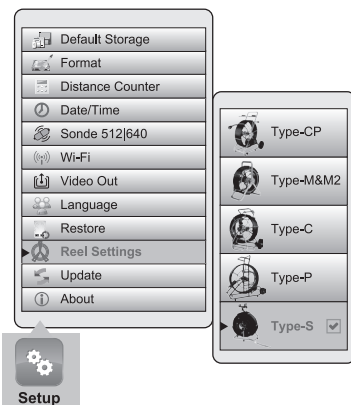 Default Storage
Format
Distance Counter
Date/Time
Sonde 512|640
Wi-Fi
Video Out
Language
Restore
Reel Settings
Update
About
Setup
Type-CP
Type-M&M2
Type-C
Type-P
Type-S